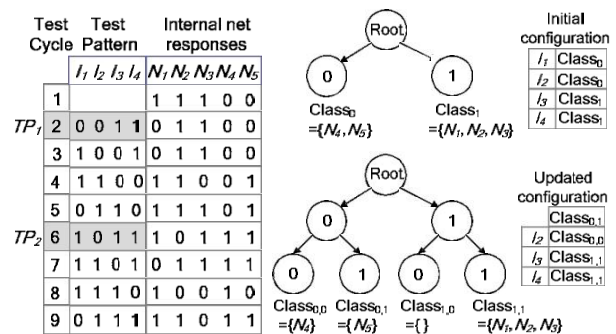 Test Cycle Test Pattern Internal net responses
I1 I2 I3 I4 N1 N2 N3 N4 N5
1 1 1 1 0 0
TP1 2 0 0 1 1 0 1 1 0 0
3 1 0 0 1 0 1 1 0 0
4 1 1 0 0 1 1 0 0 1
5 0 1 1 0 0 1 1 0 1
TP2 6 1 0 1 1 1 0 1 1 1
7 1 1 0 1 0 1 1 1 1
8 1 1 1 0 1 0 0 1 0
9 0 1 1 1 1 1 0 1 1
Root
0 1
Class0 ={N4, N5}
Class1 ={N1, N2, N3}
Initial configuration
I1 Class0
I2 Class0
I3 Class1
I4 Class1
Root
0 1
0 1 0 1
Class0,0 ={N4}
Class0,1 ={N5}
Class1,0 ={}
Class1,1 ={N1, N2, N3}
Updated configuration
Class0,1
I2 Class0,0
I3 Class1,1
I4 Class1,1